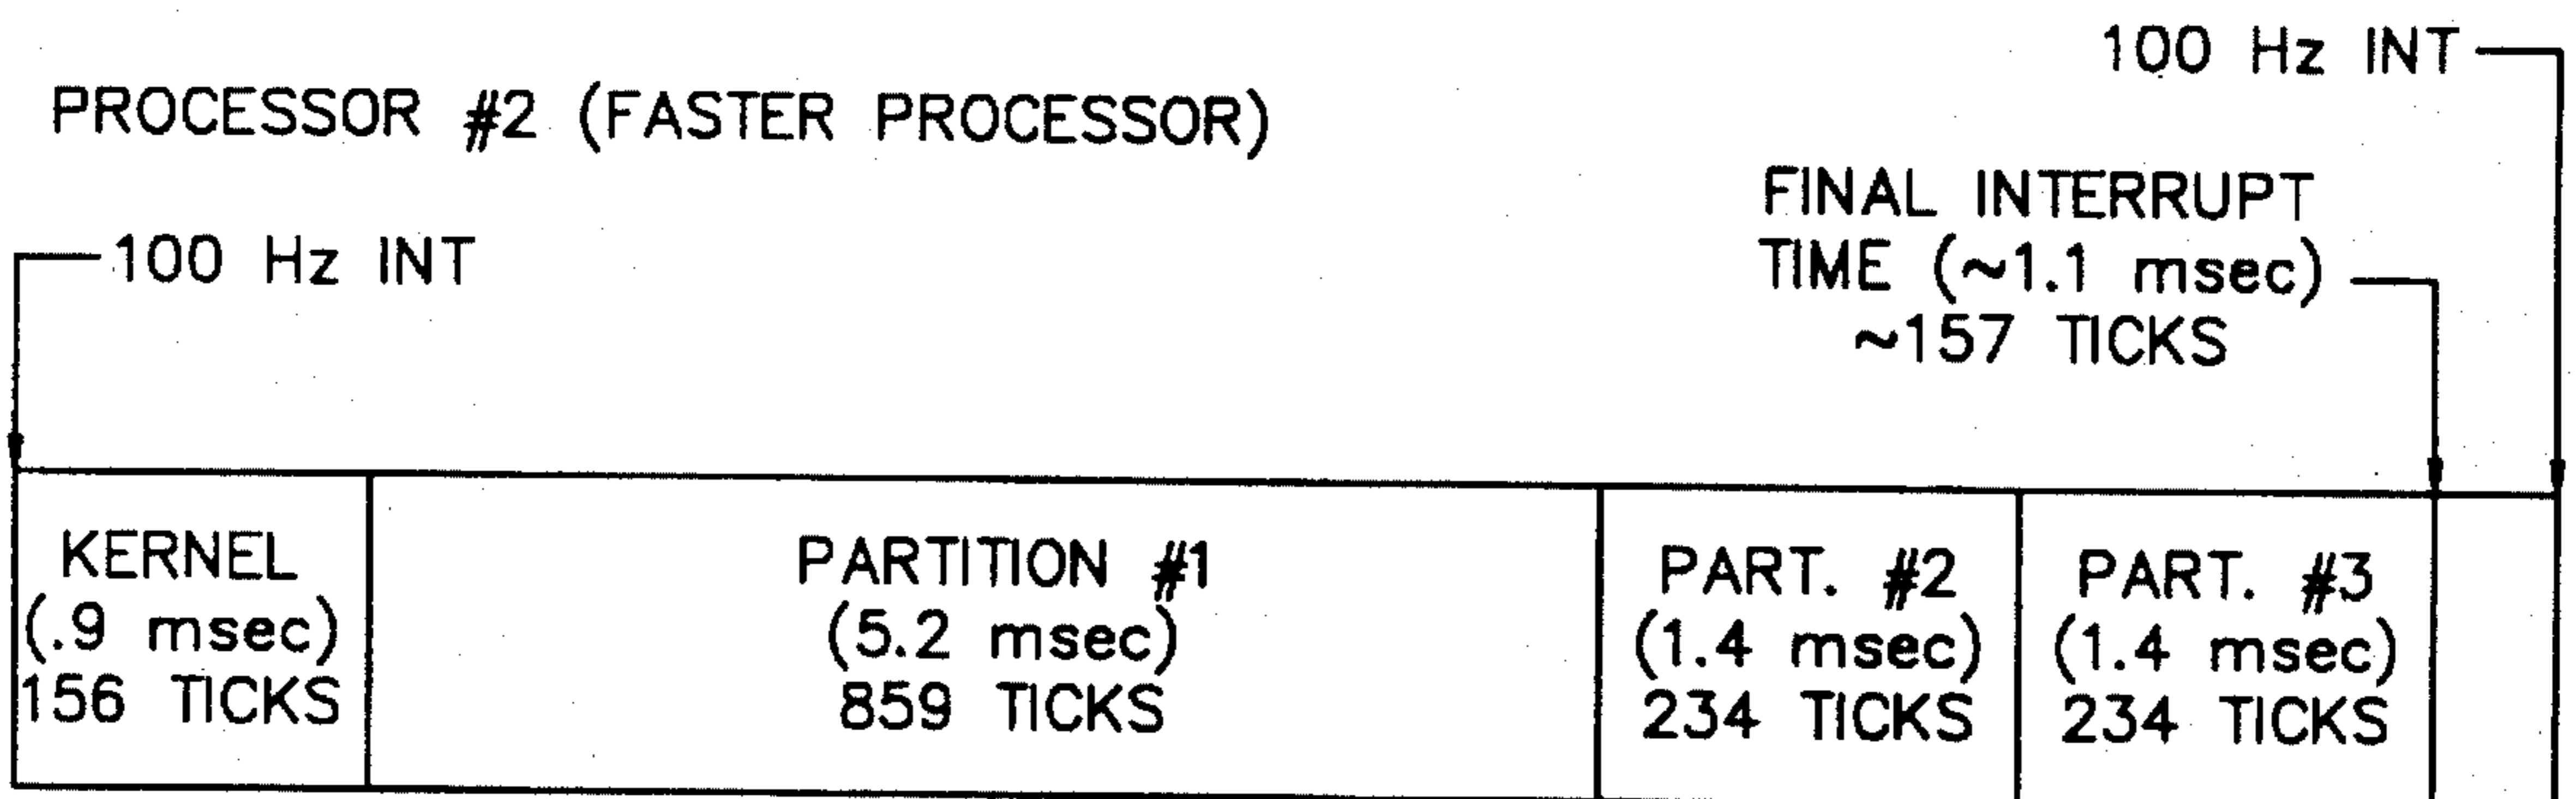 100 Hz INT
PROCESSOR #2 (FASTER PROCESSOR)
FINAL INTERRUPT
TIME (~1.1 msec)
~157 TICKS
100 Hz INT
KERNEL
(.9 msec)
156 TICKS
PARTITION #1
(5.2 msec)
859 TICKS
PART. #2
(1.4 msec)
234 TICKS
PART. #3
(1.4 msec)
234 TICKS